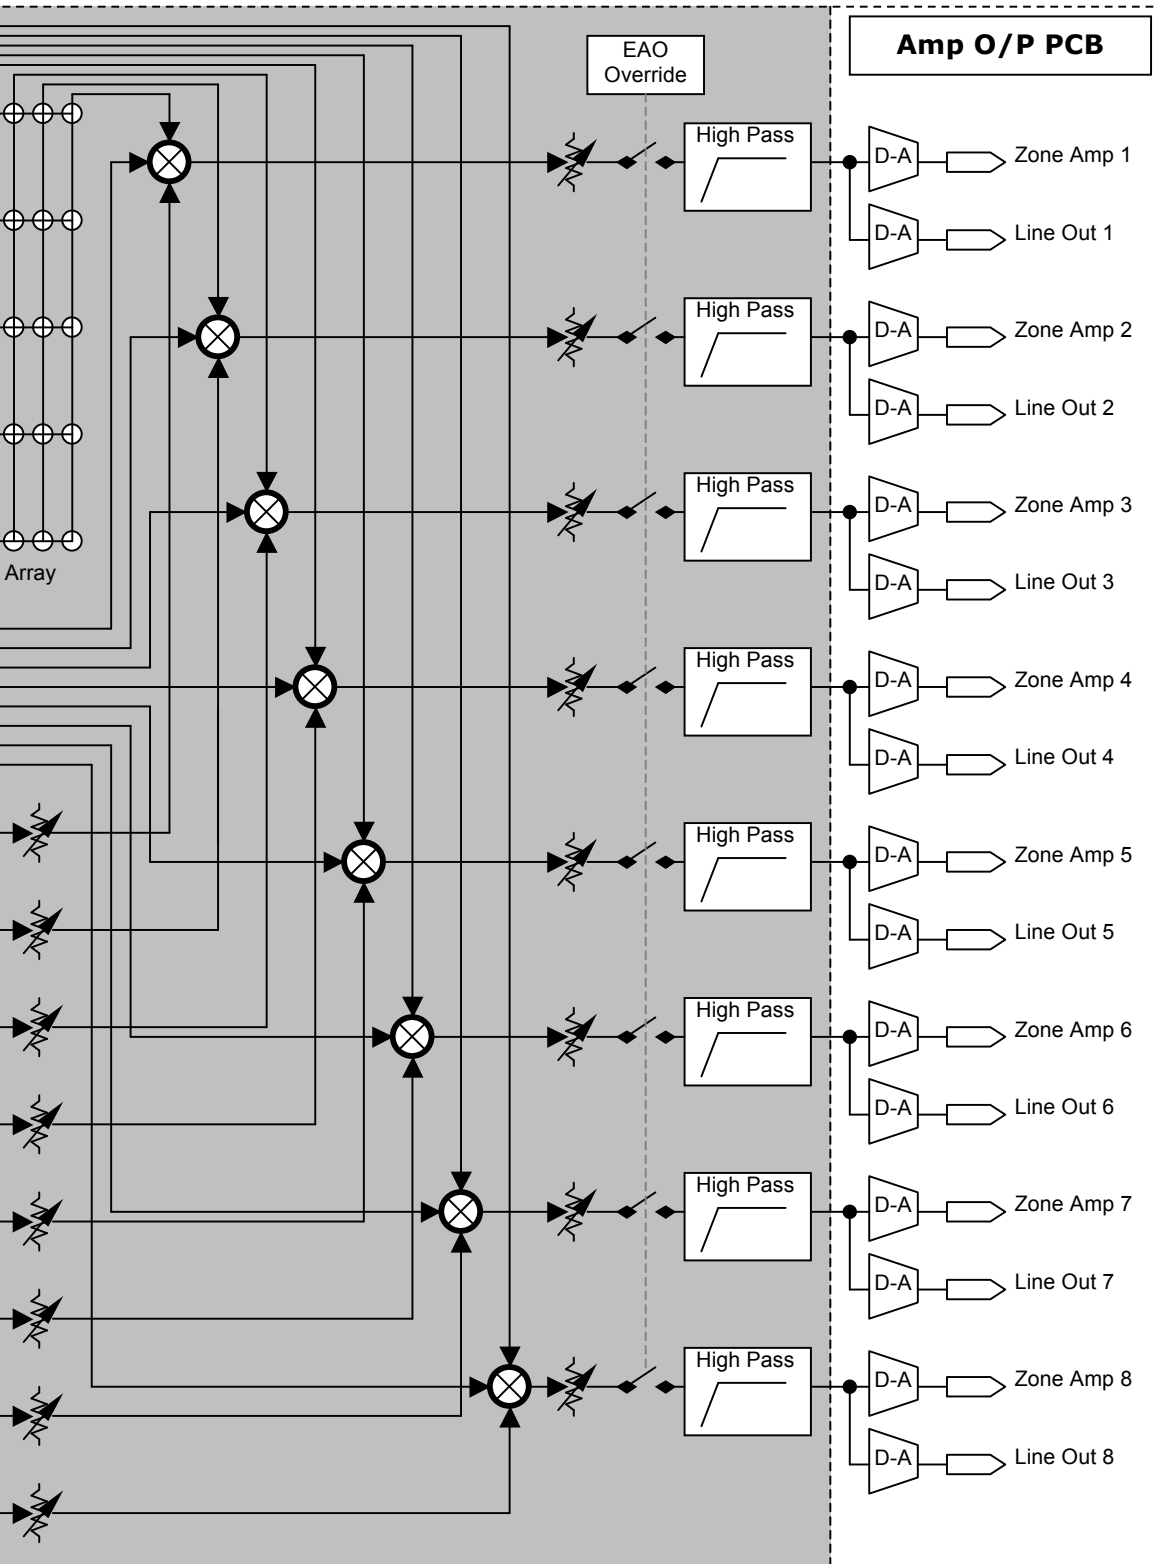 Amp O/P PCB
EAO
Override
High Pass
D-A
Zone Amp 1
D-A
Line Out 1
High Pass
D-A
Zone Amp 2
D-A
Line Out 2
High Pass
D-A
Zone Amp 3
D-A
Line Out 3
Array
High Pass
D-A
Zone Amp 4
D-A
Line Out 4
High Pass
D-A
Zone Amp 5
D-A
Line Out 5
High Pass
D-A
Zone Amp 6
D-A
Line Out 6
High Pass
D-A
Zone Amp 7
D-A
Line Out 7
High Pass
D-A
Zone Amp 8
D-A
Line Out 8